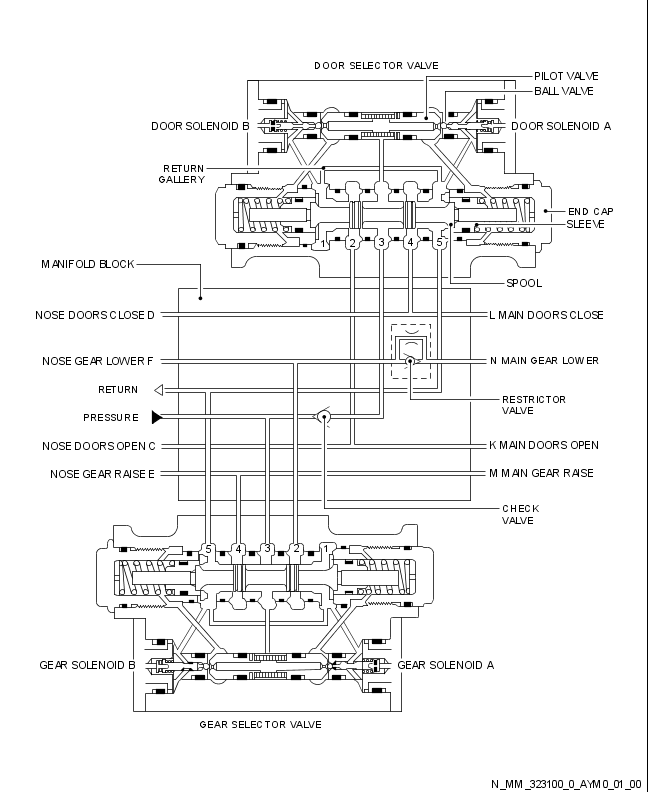 DOOR SELECTOR VALVE
PILOT VALVE
BALL VALVE
DOOR SOLENOID B
DOOR SOLENOID A
RETURN
GALLERY
END CAP
SLEEVE
1 2 3 4 5
MANIFOLD BLOCK
SPOOL
NOSE DOORS CLOSE D
L MAIN DOORS CLOSE
NOSE GEAR LOWER F
N MAIN GEAR LOWER
RETURN
RESTRICTOR
VALVE
PRESSURE
NOSE DOORS OPEN C
K MAIN DOORS OPEN
NOSE GEAR RAISE E
M MAIN GEAR RAISE
CHECK
VALVE
5 4 3 2 1
GEAR SOLENOID B
GEAR SOLENOID A
GEAR SELECTOR VALVE
N_MM_323100_0_AYM0_01_00